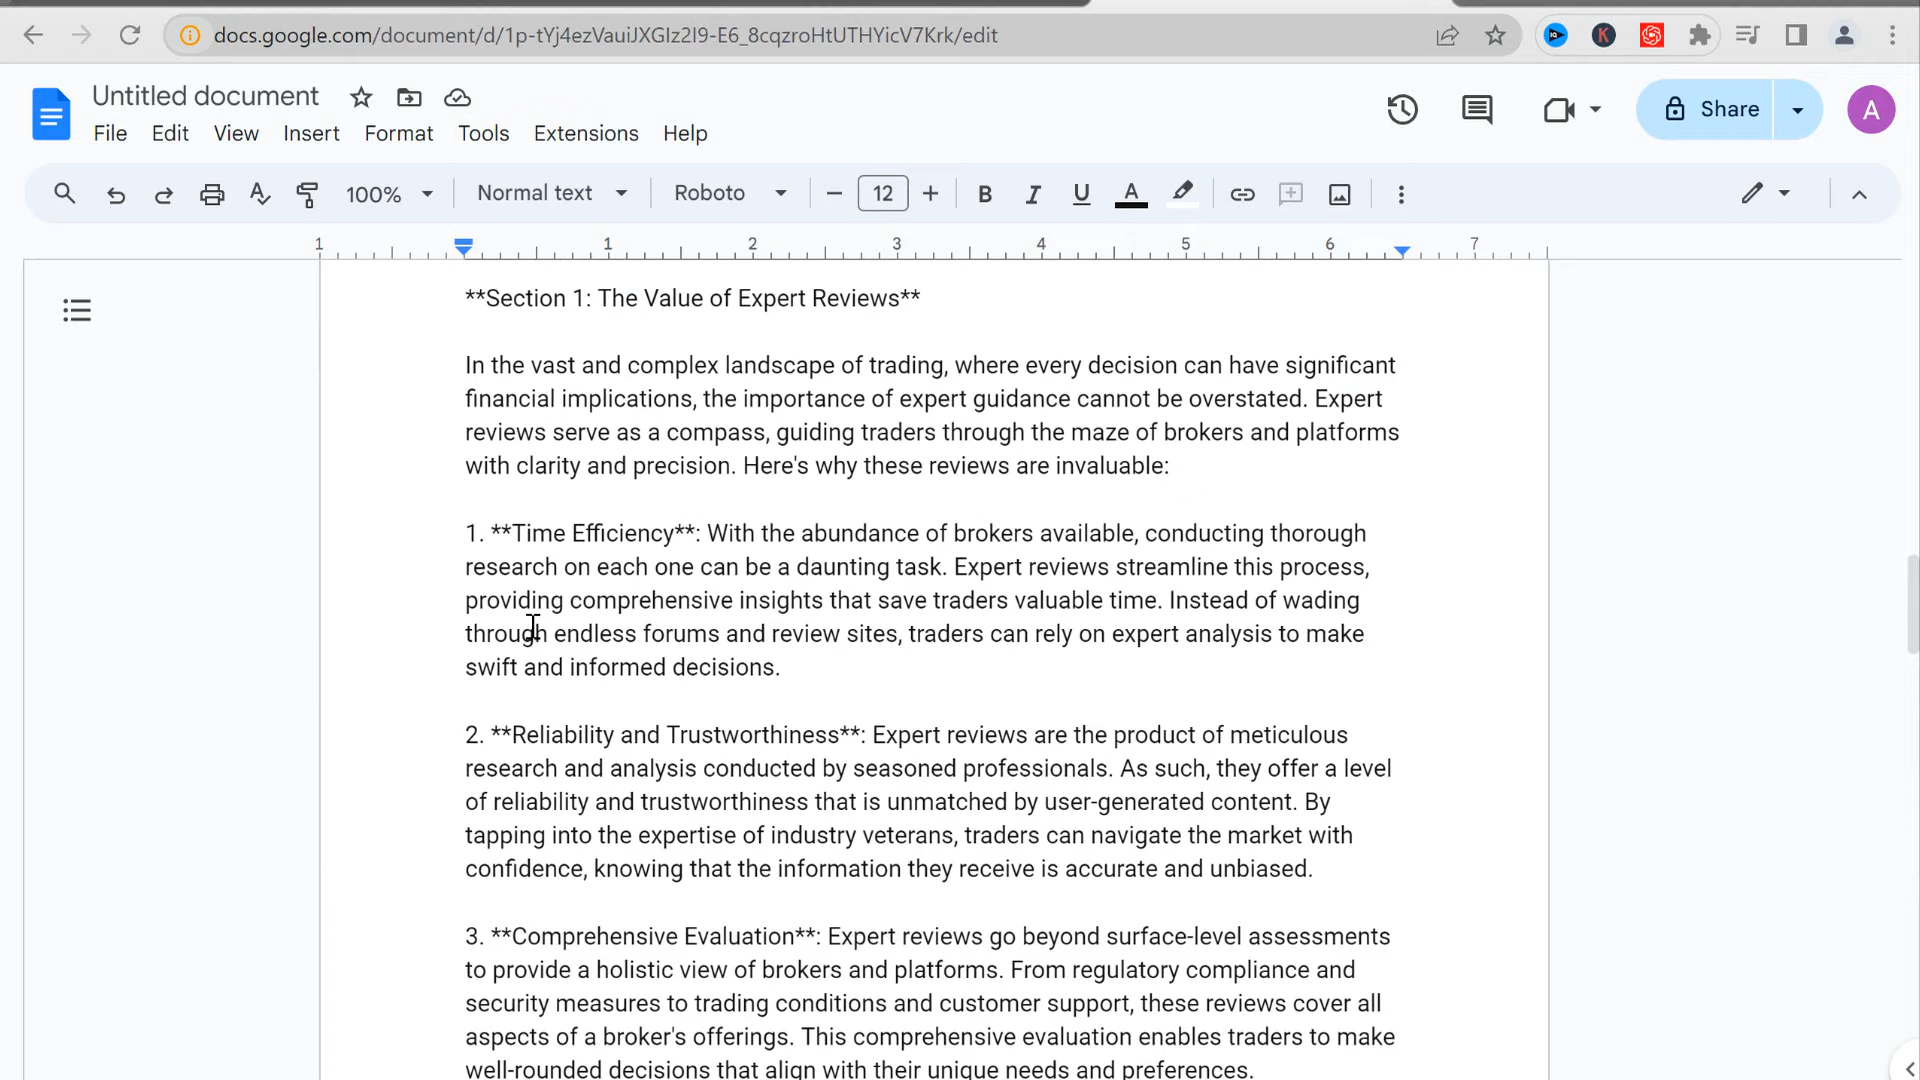 docs.google.com/document/d/1p-tYj4ezVauiJXGIz2I9-E6_8cqzroHtUTHYicV7Krk/edit
Untitled document
File Edit View Insert Format Tools Extensions Help
Share
A
100% Normal text Roboto 12 B I U A
1 1 2 3 4 5 6 7
**Section 1: The Value of Expert Reviews**
In the vast and complex landscape of trading, where every decision can have significant
financial implications, the importance of expert guidance cannot be overstated. Expert
reviews serve as a compass, guiding traders through the maze of brokers and platforms
with clarity and precision. Here's why these reviews are invaluable:
1. **Time Efficiency**: With the abundance of brokers available, conducting thorough
research on each one can be a daunting task. Expert reviews streamline this process,
providing comprehensive insights that save traders valuable time. Instead of wading
through endless forums and review sites, traders can rely on expert analysis to make
swift and informed decisions.
2. **Reliability and Trustworthiness**: Expert reviews are the product of meticulous
research and analysis conducted by seasoned professionals. As such, they offer a level
of reliability and trustworthiness that is unmatched by user-generated content. By
tapping into the expertise of industry veterans, traders can navigate the market with
confidence, knowing that the information they receive is accurate and unbiased.
3. **Comprehensive Evaluation**: Expert reviews go beyond surface-level assessments
to provide a holistic view of brokers and platforms. From regulatory compliance and
security measures to trading conditions and customer support, these reviews cover all
aspects of a broker's offerings. This comprehensive evaluation enables traders to make
well-rounded decisions that align with their unique needs and preferences.